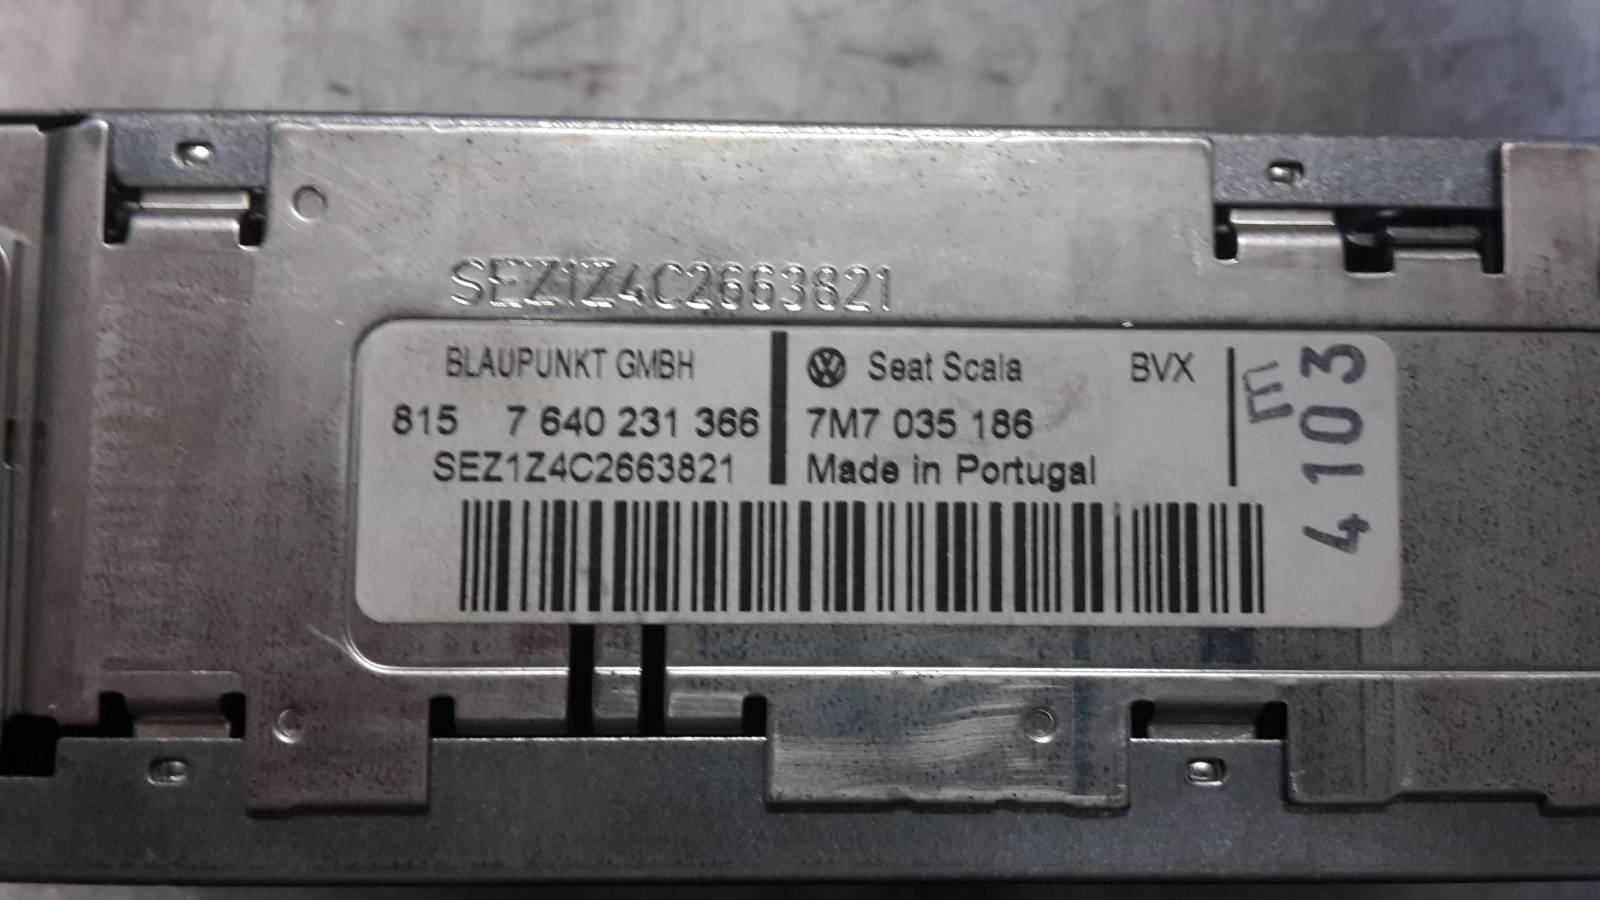 SEZ1Z4C2663821
BLAUPUNKT GMBH
815 7 640 231 366
SEZ1Z4C2663821
VW Seat Scala BVX
7M7 035 186
Made in Portugal
E
4103